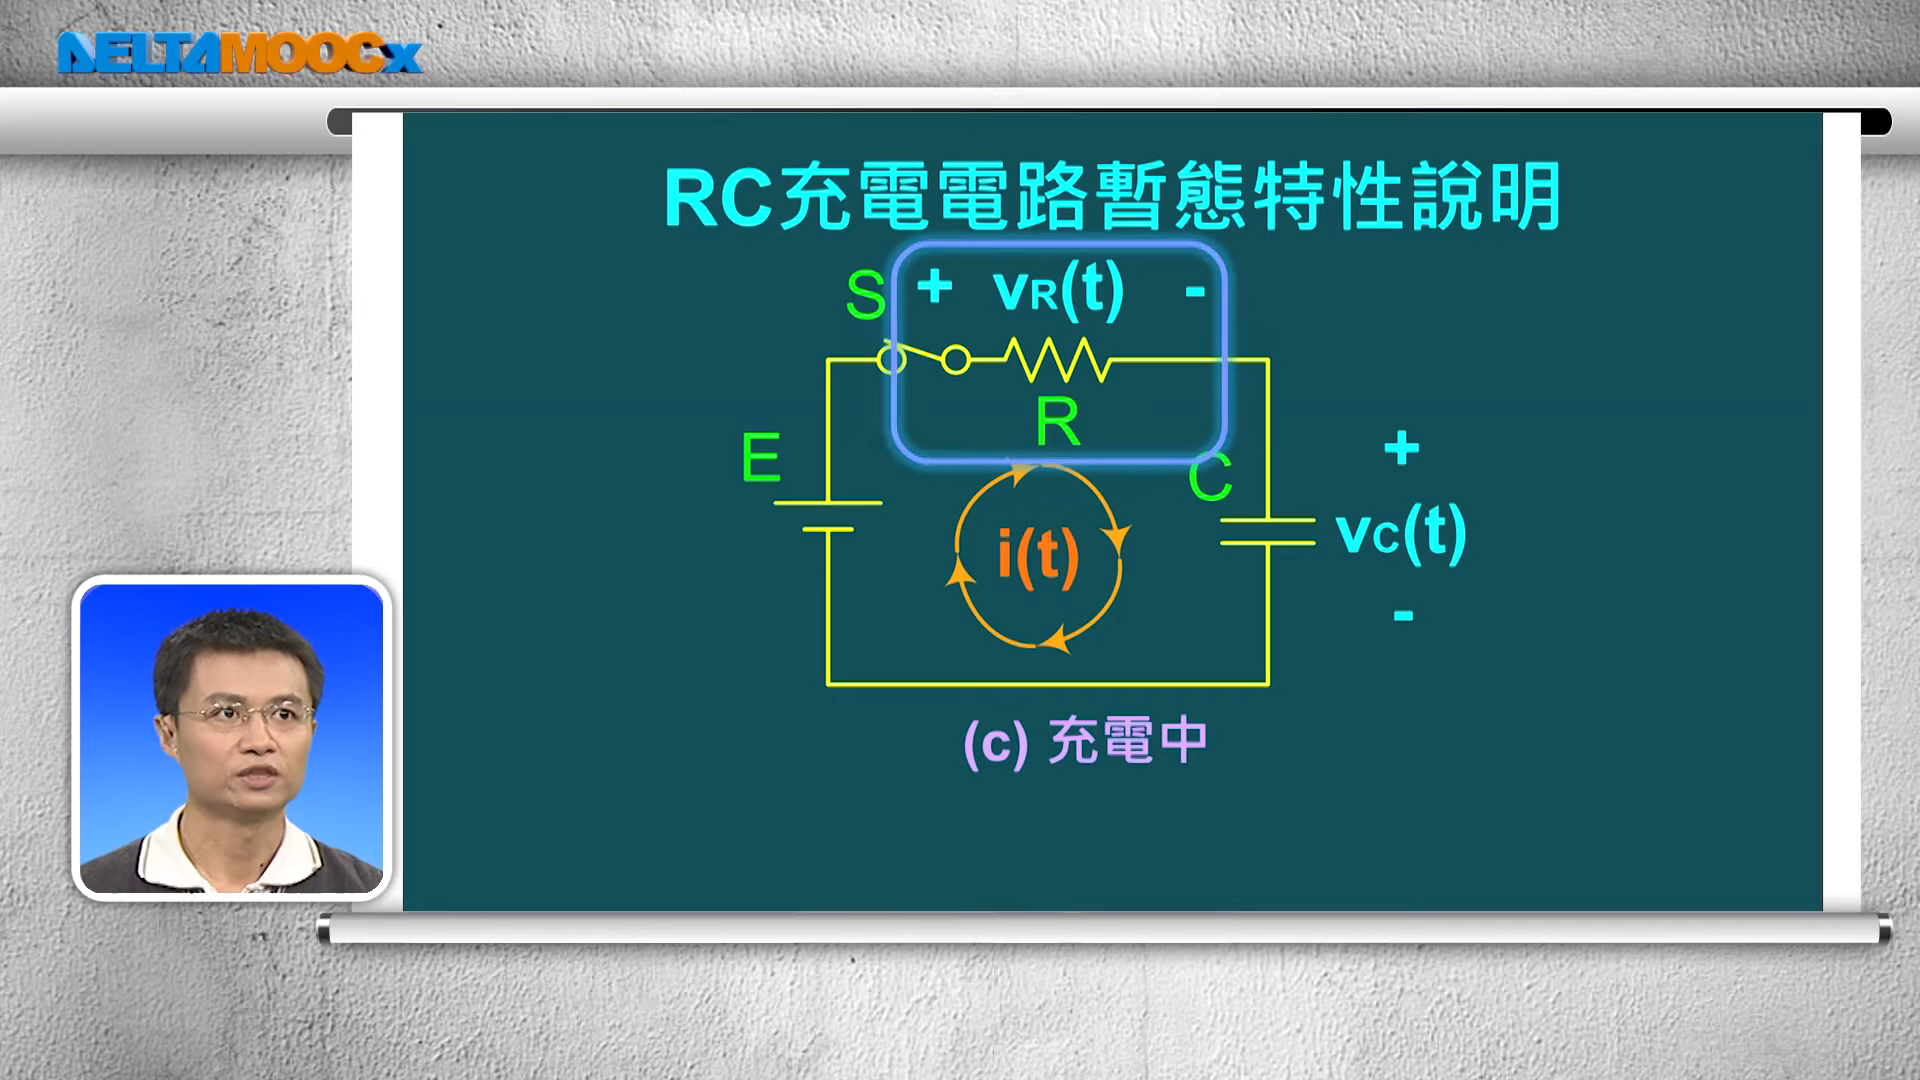 DELTAMOOCx
RC充電電路暫態特性說明
S + vR(t) -
R
E
C
+
i(t)
vC(t)
-
(c) 充電中